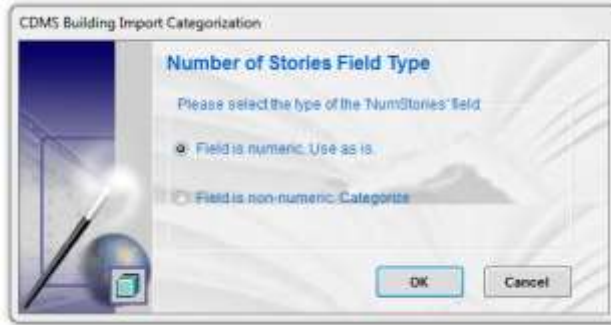 CDMS Building Import Categorization
Number of Stories Field Type
Please select the type of the 'NumStories' field
Field is numeric. Use as is.
Field is non-numeric. Categorize
OK Cancel